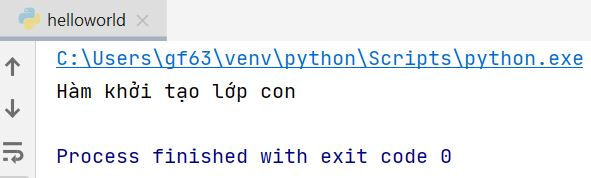 helloworld
C:\Users\gf63\venv\python\Scripts\python.exe
Hàm khởi tạo lớp con
Process finished with exit code 0